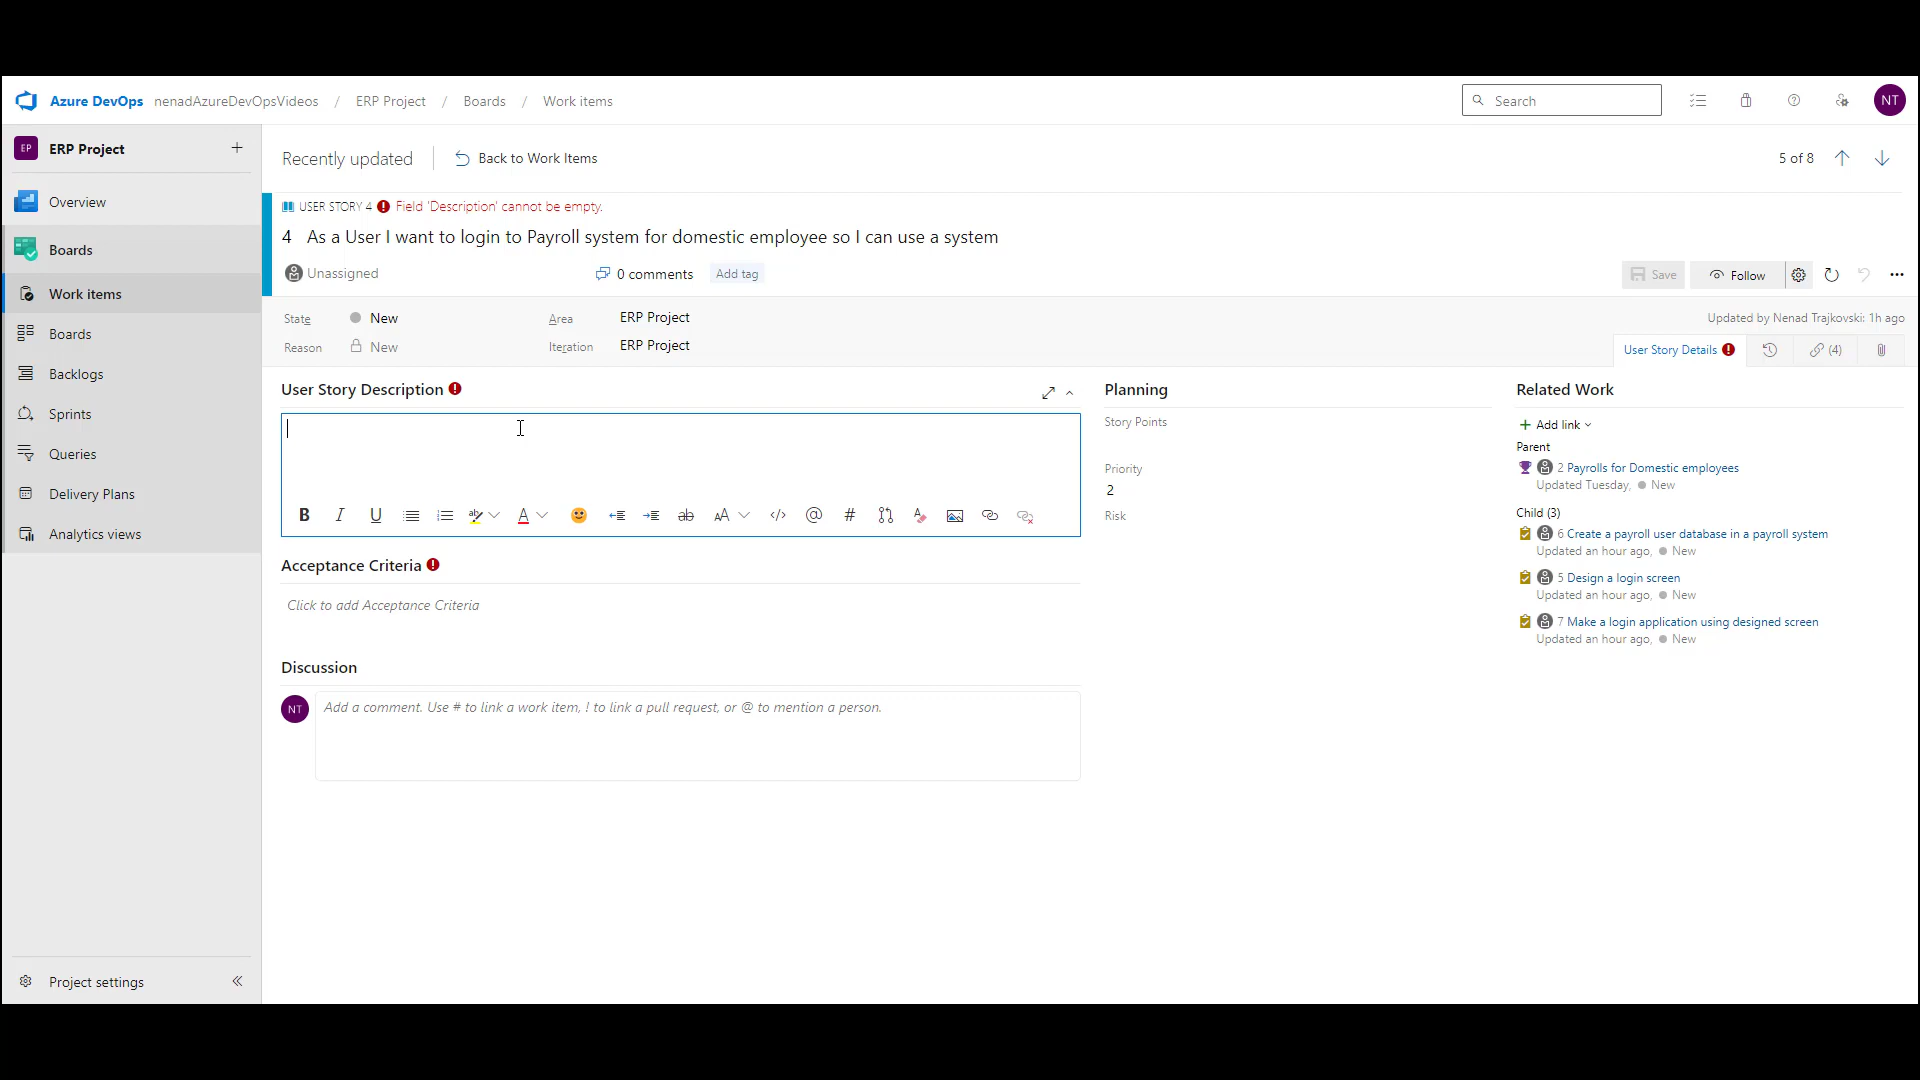 Azure DevOps nenadAzureDevOpsVideos / ERP Project / Boards / Work items
Search
NT
EP ERP Project
Overview
Boards
Work items
Boards
Backlogs
Sprints
Queries
Delivery Plans
Analytics views
Project settings
Recently updated Back to Work Items
5 of 8
USER STORY 4 Field 'Description' cannot be empty.
4 As a User I want to login to Payroll system for domestic employee so I can use a system
Unassigned 0 comments Add tag
Save Follow
State New Area ERP Project
Updated by Nenad Trajkovski: 1h ago
Reason New Iteration ERP Project
User Story Details (4)
User Story Description
Acceptance Criteria
Click to add Acceptance Criteria
Discussion
NT Add a comment. Use # to link a work item, ! to link a pull request, or @ to mention a person.
Planning
Story Points
Priority
2
Risk
Related Work
Add link
Parent
2 Payrolls for Domestic employees
Updated Tuesday, New
Child (3)
6 Create a payroll user database in a payroll system
Updated an hour ago, New
5 Design a login screen
Updated an hour ago, New
7 Make a login application using designed screen
Updated an hour ago, New